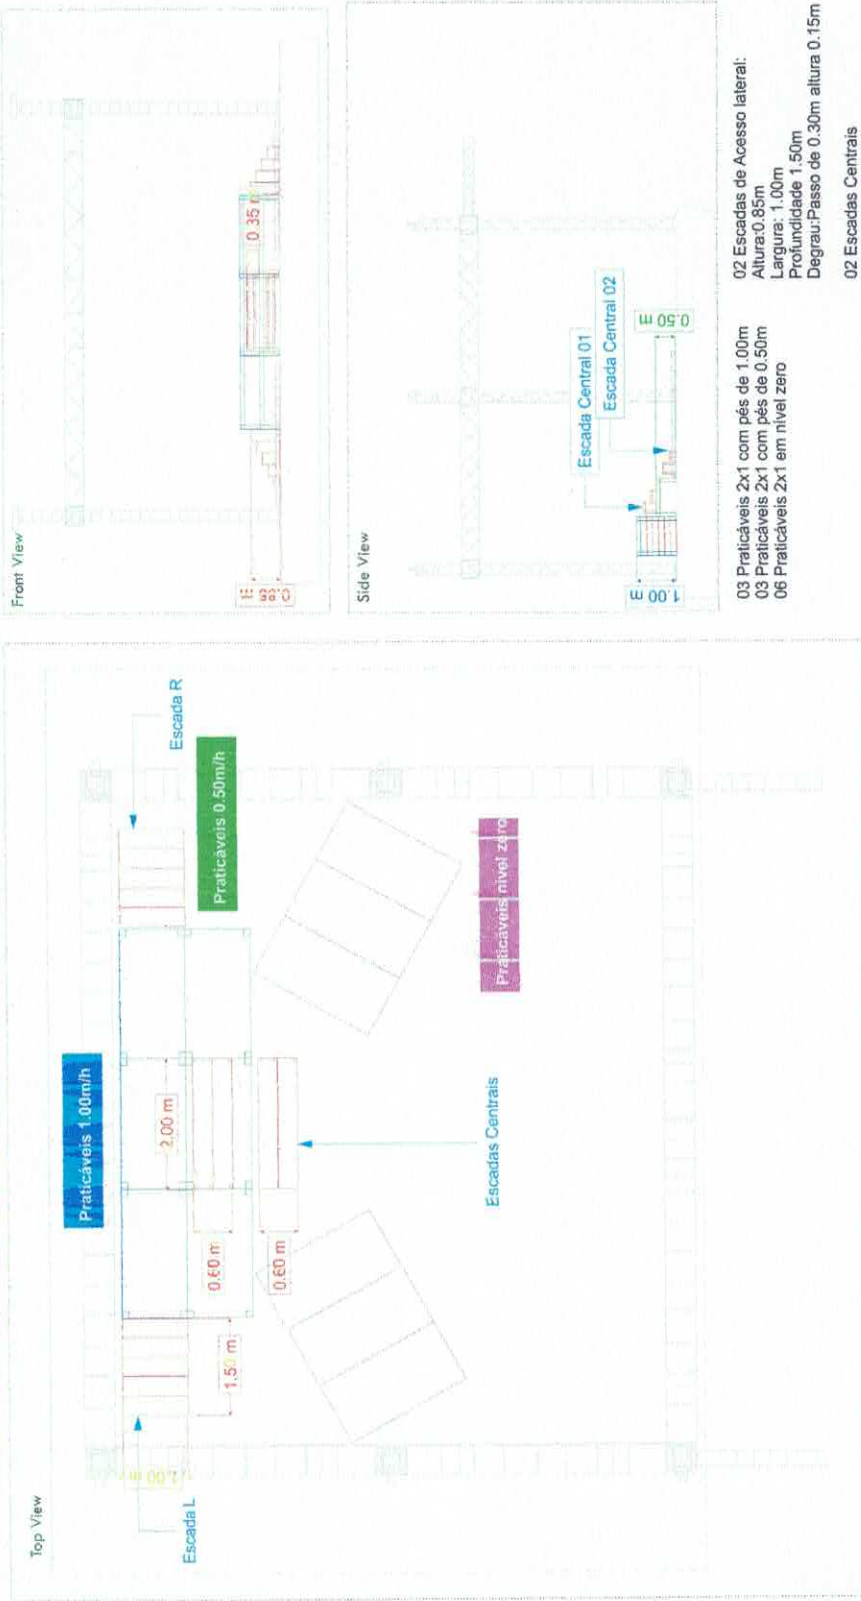 Top View
Escada L
1,50 m
0,60 m
0,60 m
2,00 m
Praticáveis 1.00m/h
Escadas Centrais
Praticáveis 0.50m/h
Praticáveis nível zero
Escada R
Front View
0.35
Side View
1.00 m
Escada Central 01
Escada Central 02
0.50 m
03 Praticáveis 2x1 com pés de 1.00m
03 Praticáveis 2x1 com pés de 0.50m
06 Praticáveis 2x1 em nível zero
02 Escadas de Acesso lateral:
Altura:0.85m
Largura: 1.00m
Profundidade 1.50m
Degrau:Passo de 0.30m altura 0.15m
02 Escadas Centrais